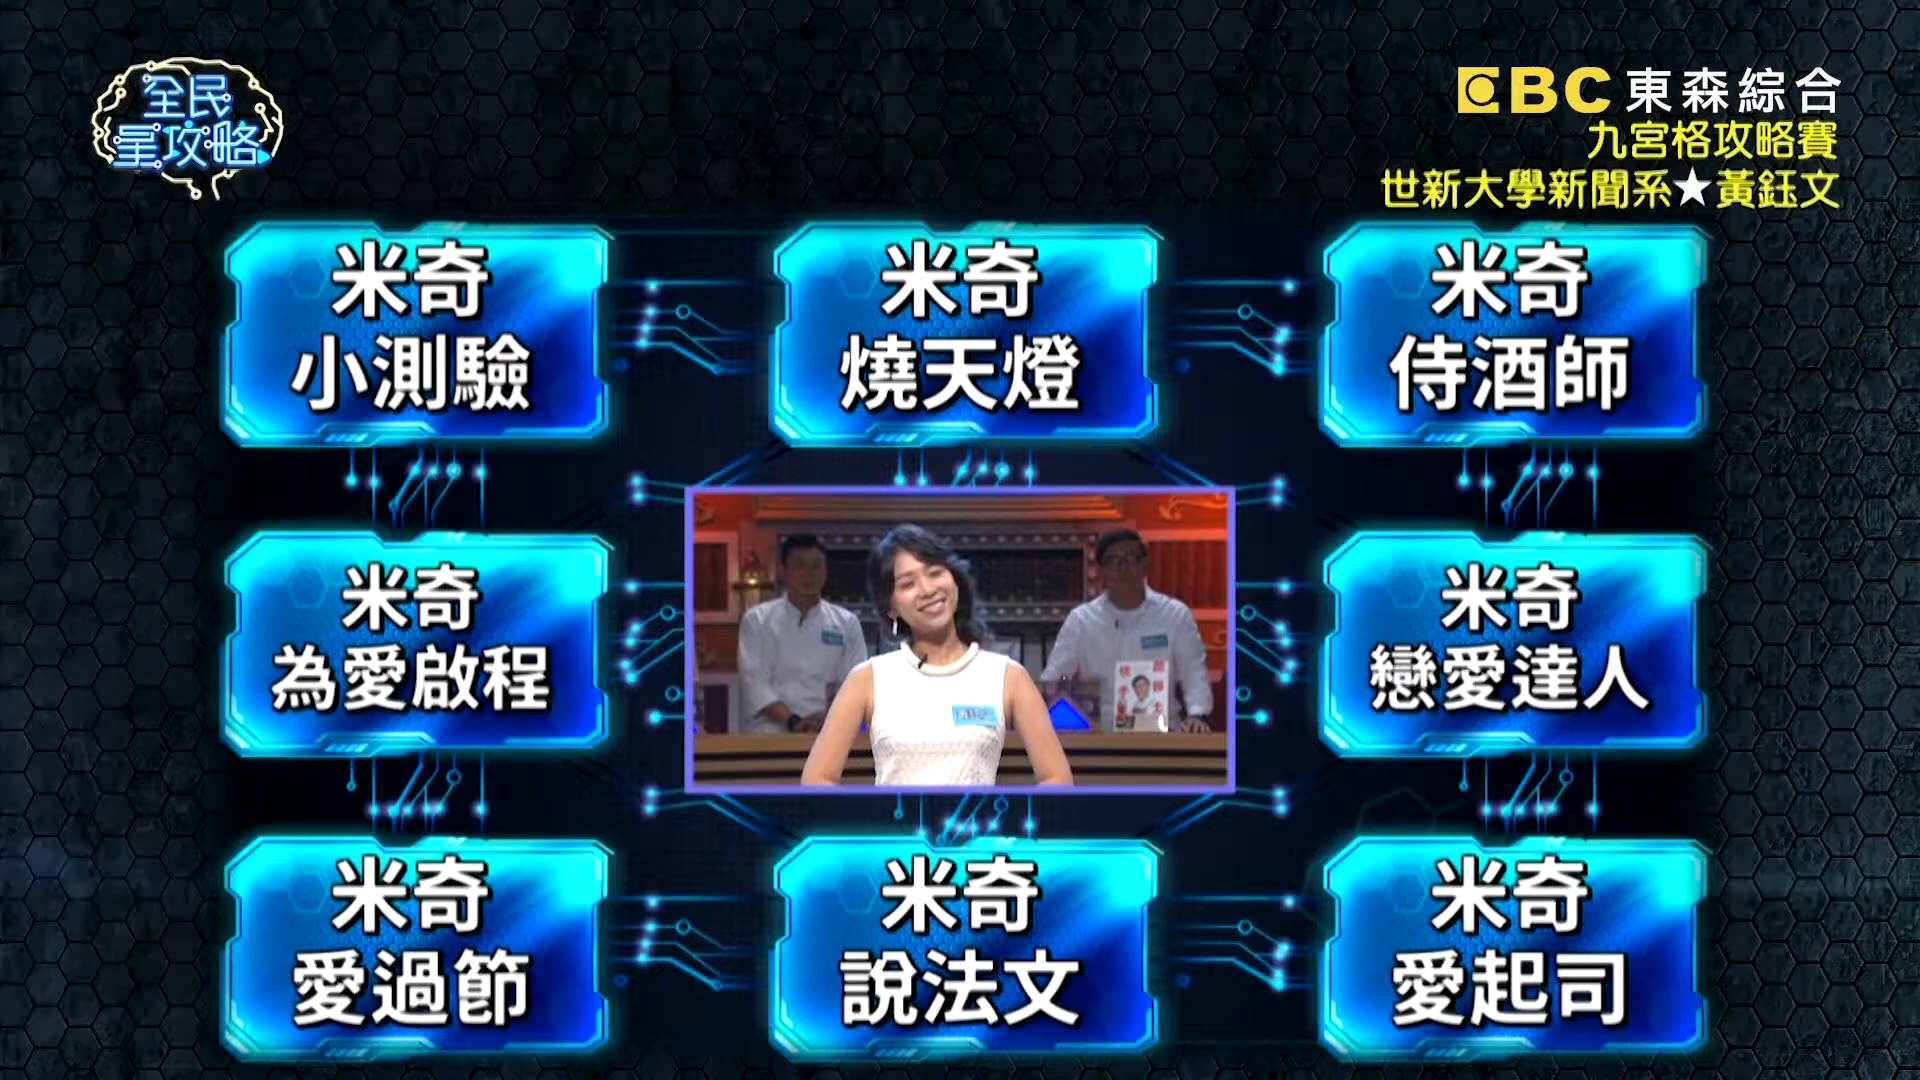 全民
星攻略
EBC 東森綜合
九宮格攻略賽
世新大學新聞系★黃鈺文
米奇
小測驗
米奇
燒天燈
米奇
侍酒師
米奇
為愛啟程
米奇
戀愛達人
米奇
愛過節
米奇
說法文
米奇
愛起司